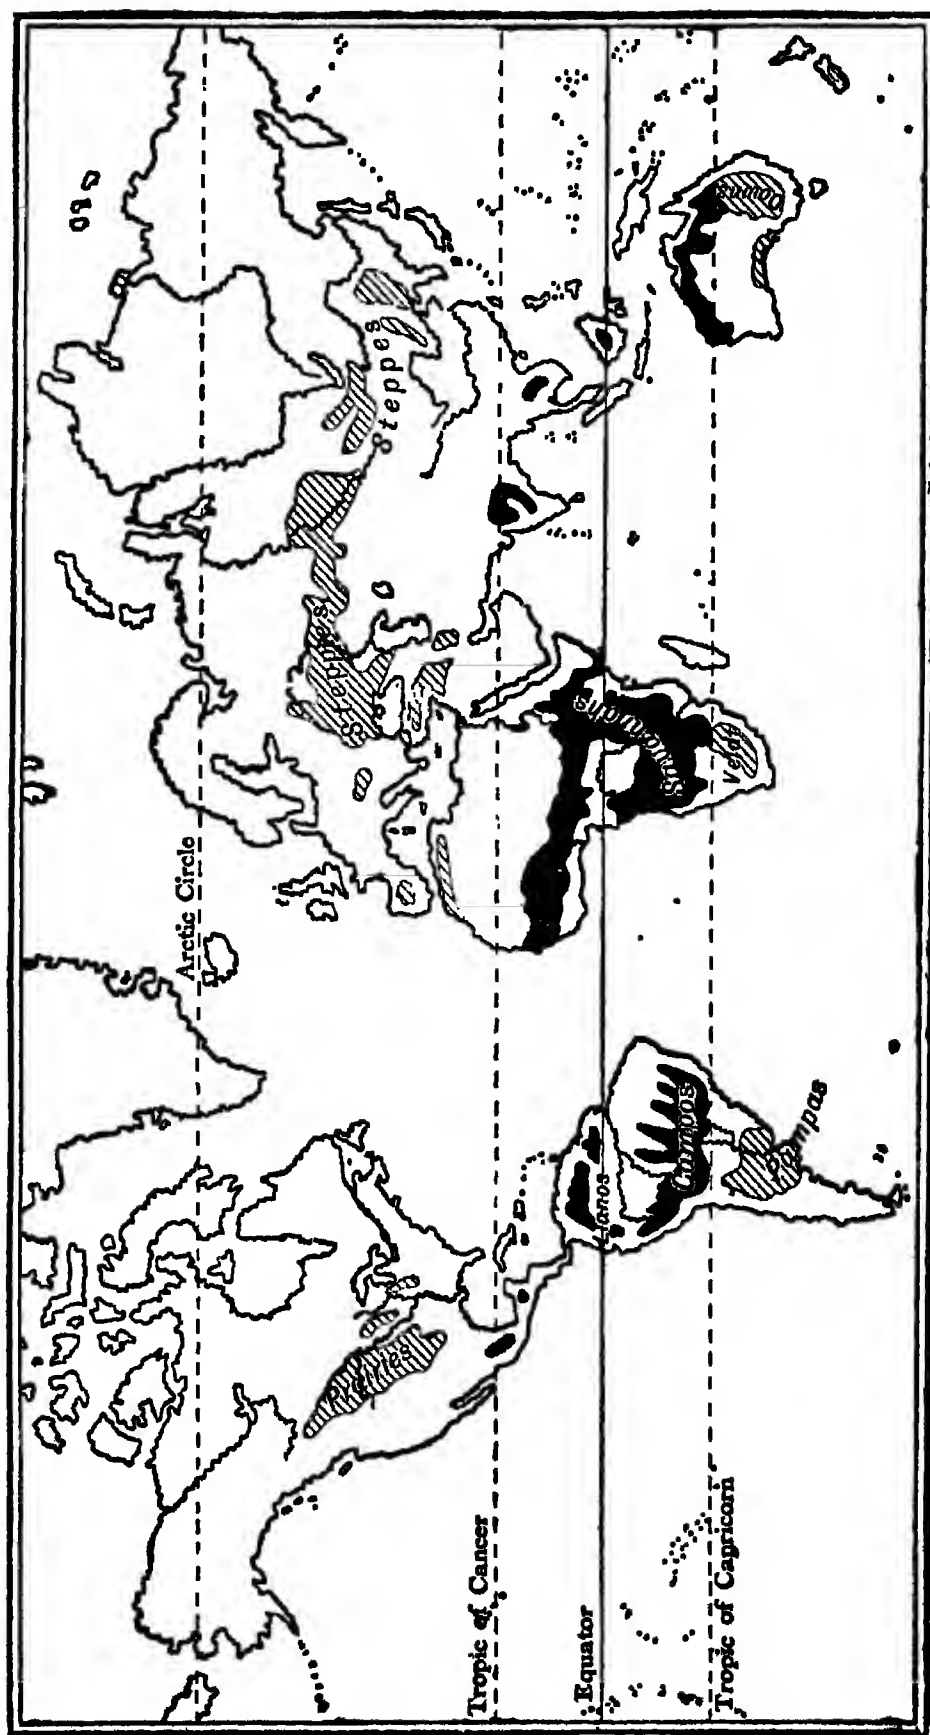 Arctic Circle
Prairies
Steppes
Steppes
Tropic of Cancer
Llanos
Equator
Savannahs
Campos
Downs
Tropic of Capricorn
Veldt
Pampas